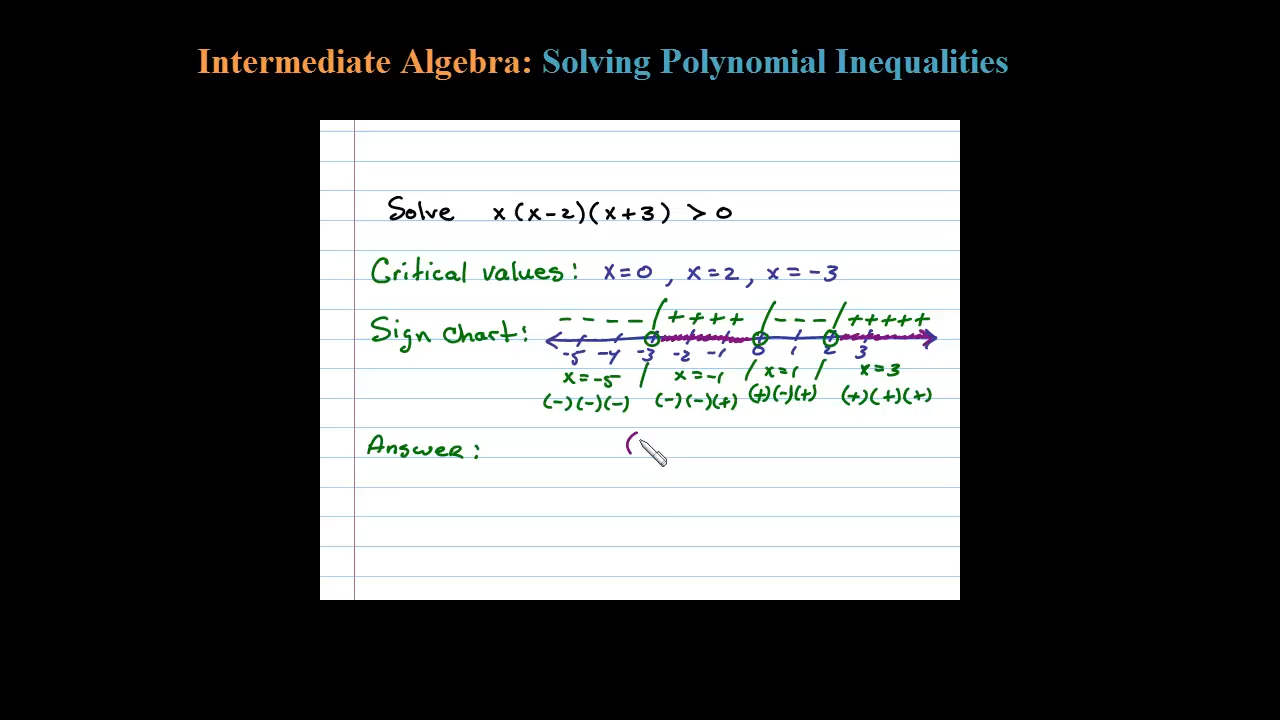 Intermediate Algebra: Solving Polynomial Inequalities
Solve x(x-2)(x+3) > 0
Critical values: x=0, x=2, x=-3
- - - - / + + + + / - - - / + + + + +
Sign chart:
-5 -4 -3 -2 -1 0 1 2 3
x=-5 / x=-1 / x=1 / x=3
(-)(-)(-) (-)(-)(+) (+)(-)(+) (+)(+)(+)
Answer: (